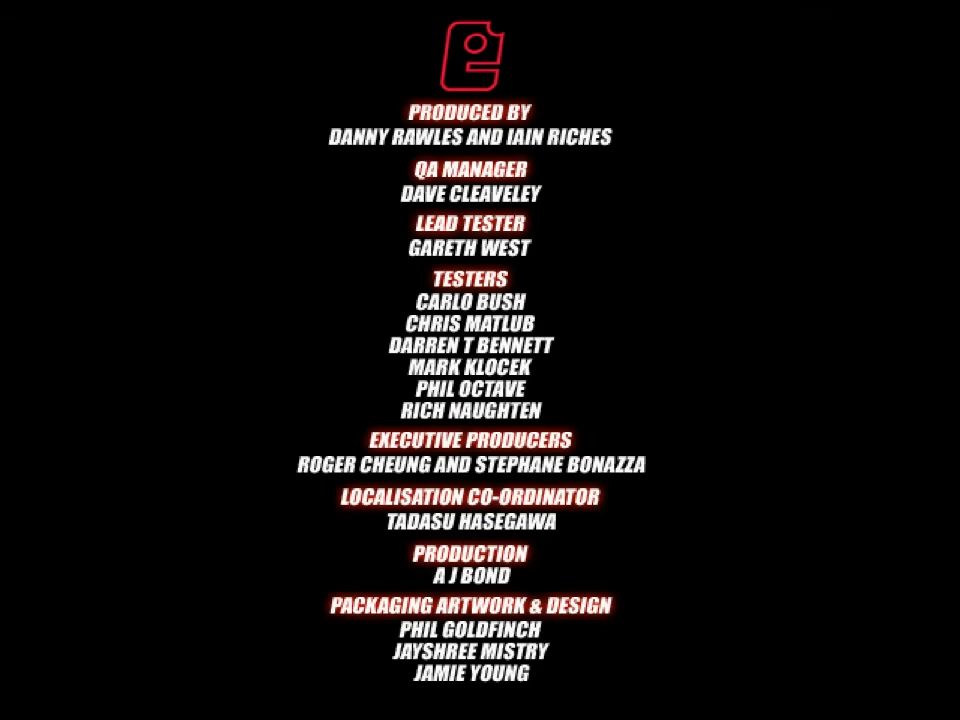 e
PRODUCED BY
DANNY RAWLES AND IAIN RICHES
QA MANAGER
DAVE CLEAVELEY
LEAD TESTER
GARETH WEST
TESTERS
CARLO BUSH
CHRIS MATLUB
DARREN T BENNETT
MARK KLOCEK
PHIL OCTAVE
RICH NAUGHTEN
EXECUTIVE PRODUCERS
ROGER CHEUNG AND STEPHANE BONAZZA
LOCALISATION CO-ORDINATOR
TADASU HASEGAWA
PRODUCTION
A J BOND
PACKAGING ARTWORK & DESIGN
PHIL GOLDFINCH
JAYSHREE MISTRY
JAMIE YOUNG